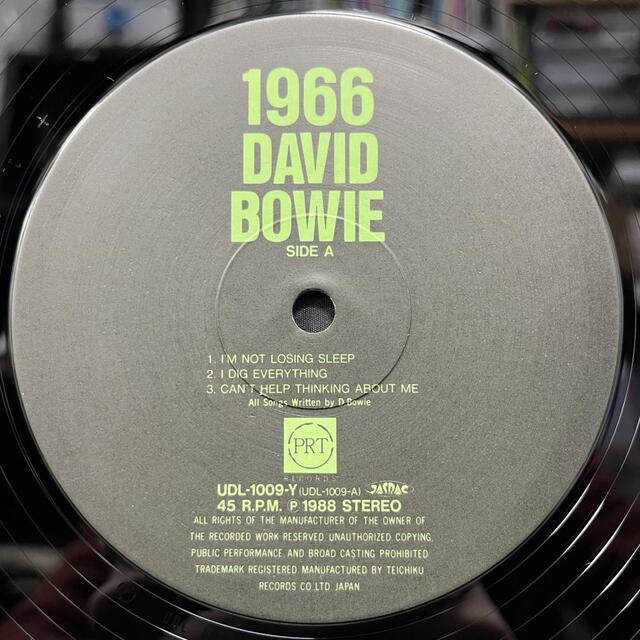 1966
DAVID
BOWIE
SIDE A
1. I'M NOT LOSING SLEEP
2. I DIG EVERYTHING
3. CAN'T HELP THINKING ABOUT ME
All Songs Written by D.Bowie
PRT
RECORDS
UDL-1009-Y (UDL-1009-A) JASRAC
45 R.P.M. Ⓟ 1988 STEREO
ALL RIGHTS OF THE MANUFACTURER OF THE OWNER OF
THE RECORDED WORK RESERVED. UNAUTHORIZED COPYING,
PUBLIC PERFORMANCE, AND BROAD CASTING PROHIBITED
TRADEMARK REGISTERED. MANUFACTURED BY TEICHIKU
RECORDS CO.LTD. JAPAN